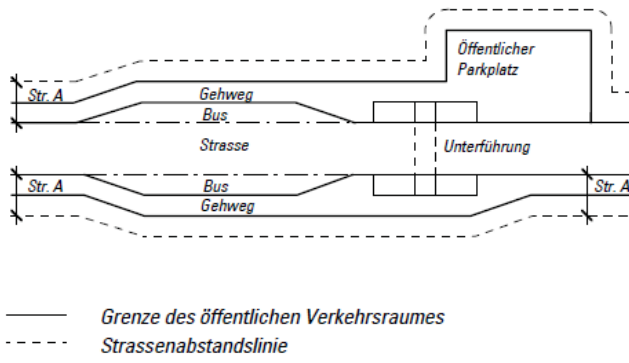 Öffentlicher
Parkplatz
Str. A
Gehweg
Bus
Strasse
Unterführung
Str. A
Bus
Str. A
Gehweg
Grenze des öffentlichen Verkehrsraumes
Strassenabstandslinie